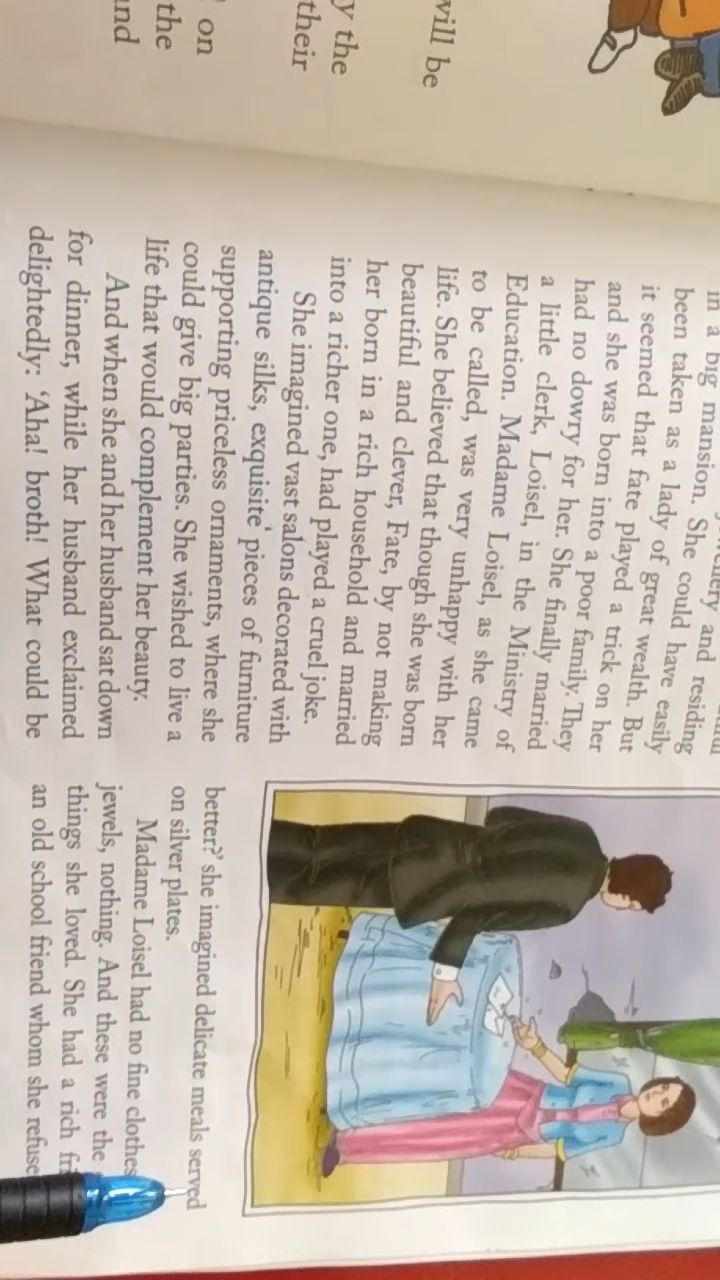 will be
y the
their
on
the
and
in a big mansion. She could have easily
been taken as a lady of great wealth. But
it seemed that fate played a trick on her
and she was born into a poor family. They
had no dowry for her. She finally married
a little clerk, Loisel, in the Ministry of
Education. Madame Loisel, as she came
to be called, was very unhappy with her
life. She believed that though she was born
beautiful and clever, Fate, by not making
her born in a rich household and married
into a richer one, had played a cruel joke.
She imagined vast salons decorated with
antique silks, exquisite pieces of furniture
supporting priceless ornaments, where she
could give big parties. She wished to live a
life that would complement her beauty.
And when she and her husband sat down
for dinner, while her husband exclaimed
delightedly: ‘Aha! broth! What could be
better?’ she imagined delicate meals served
on silver plates.
Madame Loisel had no fine clothes
jewels, nothing. And these were the
things she loved. She had a rich
an old school friend whom she